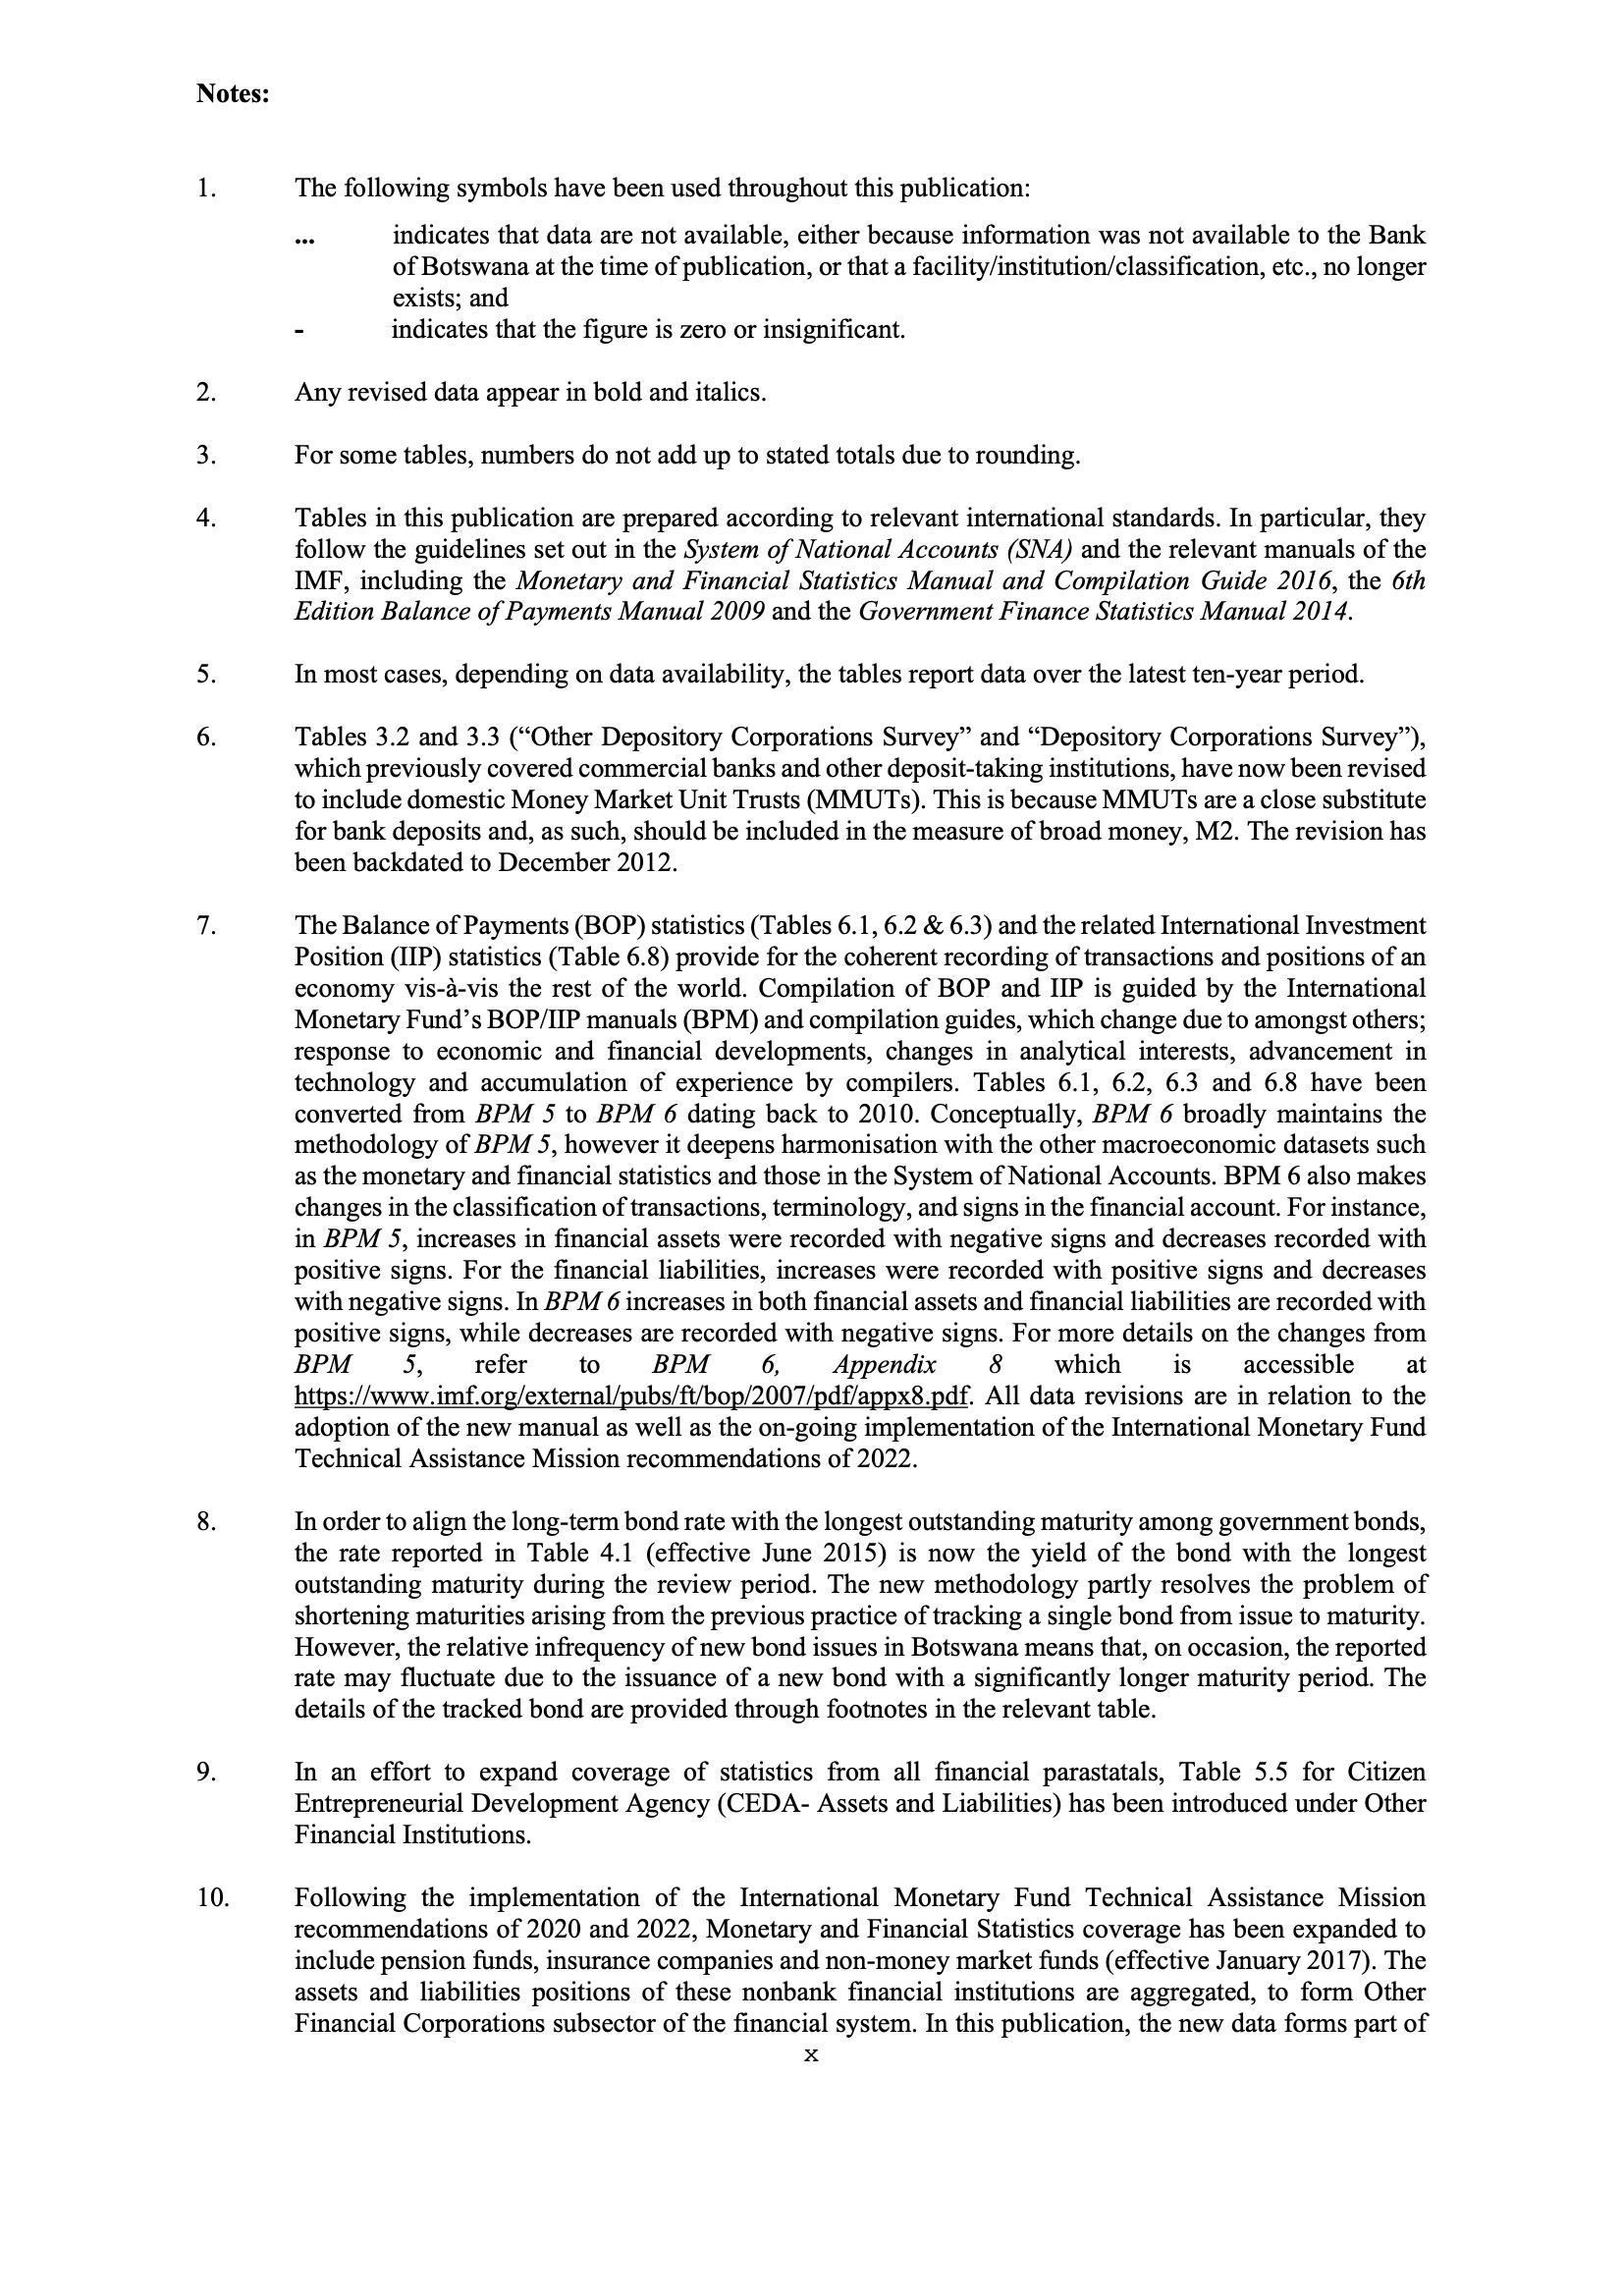 Notes:
1. The following symbols have been used throughout this publication:
... indicates that data are not available, either because information was not available to the Bank
of Botswana at the time of publication, or that a facility/institution/classification, etc., no longer
exists; and
- indicates that the figure is zero or insignificant.
2. Any revised data appear in bold and italics.
3. For some tables, numbers do not add up to stated totals due to rounding.
4. Tables in this publication are prepared according to relevant international standards. In particular, they
follow the guidelines set out in the System of National Accounts (SNA) and the relevant manuals of the
IMF, including the Monetary and Financial Statistics Manual and Compilation Guide 2016, the 6th
Edition Balance of Payments Manual 2009 and the Government Finance Statistics Manual 2014.
5. In most cases, depending on data availability, the tables report data over the latest ten-year period.
6. Tables 3.2 and 3.3 (“Other Depository Corporations Survey” and “Depository Corporations Survey”),
which previously covered commercial banks and other deposit-taking institutions, have now been revised
to include domestic Money Market Unit Trusts (MMUTs). This is because MMUTs are a close substitute
for bank deposits and, as such, should be included in the measure of broad money, M2. The revision has
been backdated to December 2012.
7. The Balance of Payments (BOP) statistics (Tables 6.1, 6.2 & 6.3) and the related International Investment
Position (IIP) statistics (Table 6.8) provide for the coherent recording of transactions and positions of an
economy vis-à-vis the rest of the world. Compilation of BOP and IIP is guided by the International
Monetary Fund’s BOP/IIP manuals (BPM) and compilation guides, which change due to amongst others;
response to economic and financial developments, changes in analytical interests, advancement in
technology and accumulation of experience by compilers. Tables 6.1, 6.2, 6.3 and 6.8 have been
converted from BPM 5 to BPM 6 dating back to 2010. Conceptually, BPM 6 broadly maintains the
methodology of BPM 5, however it deepens harmonisation with the other macroeconomic datasets such
as the monetary and financial statistics and those in the System of National Accounts. BPM 6 also makes
changes in the classification of transactions, terminology, and signs in the financial account. For instance,
in BPM 5, increases in financial assets were recorded with negative signs and decreases recorded with
positive signs. For the financial liabilities, increases were recorded with positive signs and decreases
with negative signs. In BPM 6 increases in both financial assets and financial liabilities are recorded with
positive signs, while decreases are recorded with negative signs. For more details on the changes from
BPM 5, refer to BPM 6, Appendix 8 which is accessible at
https://www.imf.org/external/pubs/ft/bop/2007/pdf/appx8.pdf. All data revisions are in relation to the
adoption of the new manual as well as the on-going implementation of the International Monetary Fund
Technical Assistance Mission recommendations of 2022.
8. In order to align the long-term bond rate with the longest outstanding maturity among government bonds,
the rate reported in Table 4.1 (effective June 2015) is now the yield of the bond with the longest
outstanding maturity during the review period. The new methodology partly resolves the problem of
shortening maturities arising from the previous practice of tracking a single bond from issue to maturity.
However, the relative infrequency of new bond issues in Botswana means that, on occasion, the reported
rate may fluctuate due to the issuance of a new bond with a significantly longer maturity period. The
details of the tracked bond are provided through footnotes in the relevant table.
9. In an effort to expand coverage of statistics from all financial parastatals, Table 5.5 for Citizen
Entrepreneurial Development Agency (CEDA- Assets and Liabilities) has been introduced under Other
Financial Institutions.
10. Following the implementation of the International Monetary Fund Technical Assistance Mission
recommendations of 2020 and 2022, Monetary and Financial Statistics coverage has been expanded to
include pension funds, insurance companies and non-money market funds (effective January 2017). The
assets and liabilities positions of these nonbank financial institutions are aggregated, to form Other
Financial Corporations subsector of the financial system. In this publication, the new data forms part of
x